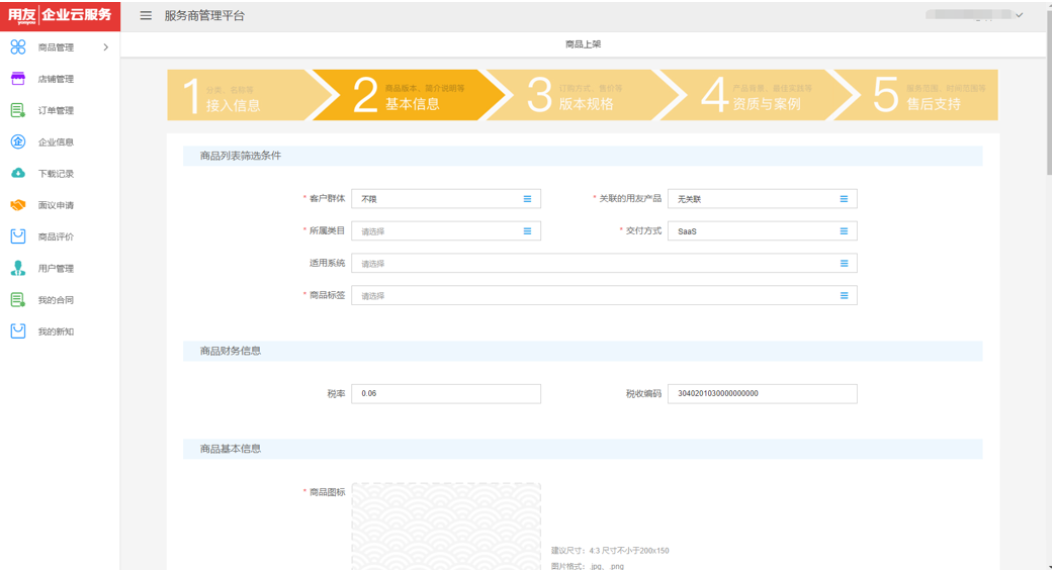 用友 企业云服务
服务商管理平台
商品上架
商品管理
店铺管理
订单管理
企业信息
下载记录
面议申请
商品评价
用户管理
我的合同
我的新知
1 分类、名称等
接入信息
2 商品版本、简介说明等
基本信息
3 订购方式、售价等
版本规格
4 产品背景、最佳实践等
资质与案例
5 服务范围、时间范围等
售后支持
商品列表筛选条件
* 客户群体 不限
* 关联的用友产品 无关联
* 所属类目 请选择
* 交付方式 SaaS
适用系统 请选择
* 商品标签 请选择
商品财务信息
税率 0.06
税收编码 3040201030000000000
商品基本信息
* 商品图标
建议尺寸：4:3 尺寸不小于200x150
图片格式：.jpg、.png